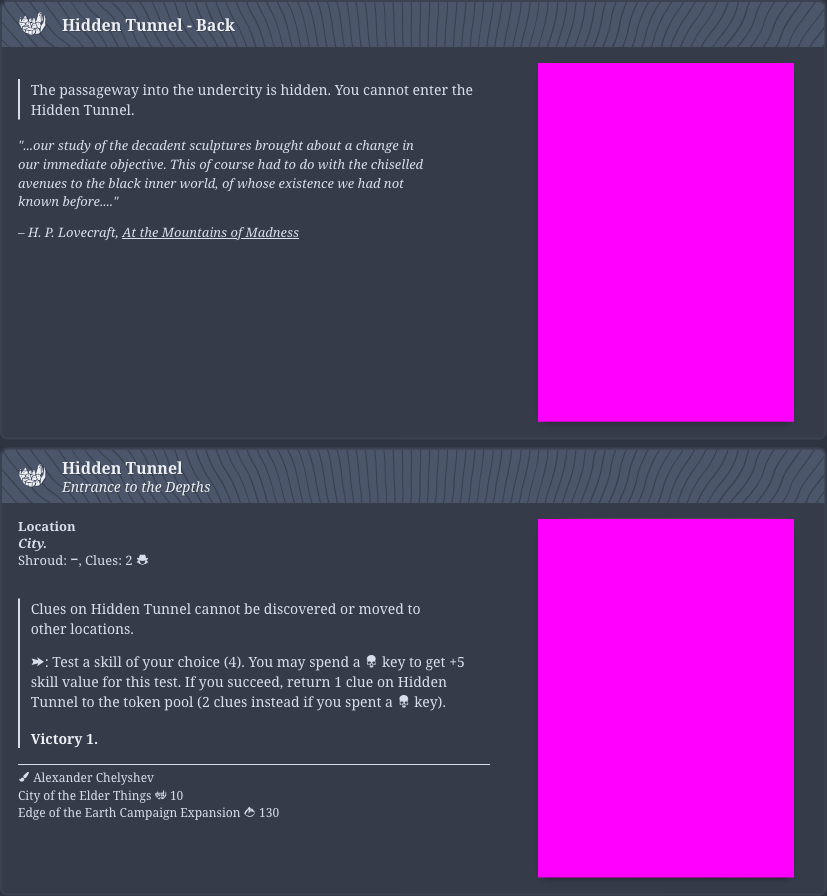 Hidden Tunnel - Back
The passageway into the undercity is hidden. You cannot enter the
Hidden Tunnel.
"...our study of the decadent sculptures brought about a change in
our immediate objective. This of course had to do with the chiselled
avenues to the black inner world, of whose existence we had not
known before...."
– H. P. Lovecraft, At the Mountains of Madness
Hidden Tunnel
Entrance to the Depths
Location
City.
Shroud: –, Clues: 2
Clues on Hidden Tunnel cannot be discovered or moved to
other locations.
: Test a skill of your choice (4). You may spend a key to get +5
skill value for this test. If you succeed, return 1 clue on Hidden
Tunnel to the token pool (2 clues instead if you spent a key).
Victory 1.
Alexander Chelyshev
City of the Elder Things 10
Edge of the Earth Campaign Expansion 130